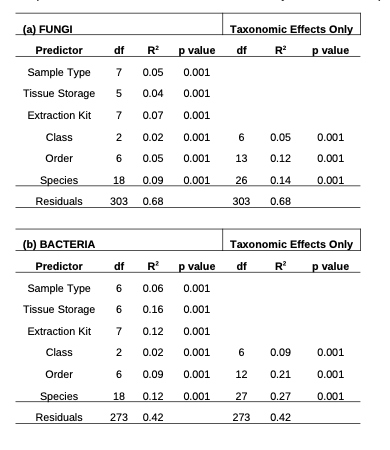 (a) FUNGI Taxonomic Effects Only
Predictor df R² p value df R² p value
Sample Type 7 0.05 0.001
Tissue Storage 5 0.04 0.001
Extraction Kit 7 0.07 0.001
Class 2 0.02 0.001 6 0.05 0.001
Order 6 0.05 0.001 13 0.12 0.001
Species 18 0.09 0.001 26 0.14 0.001
Residuals 303 0.68 303 0.68
(b) BACTERIA Taxonomic Effects Only
Predictor df R² p value df R² p value
Sample Type 6 0.06 0.001
Tissue Storage 6 0.16 0.001
Extraction Kit 7 0.12 0.001
Class 2 0.02 0.001 6 0.09 0.001
Order 6 0.09 0.001 12 0.21 0.001
Species 18 0.12 0.001 27 0.27 0.001
Residuals 273 0.42 273 0.42